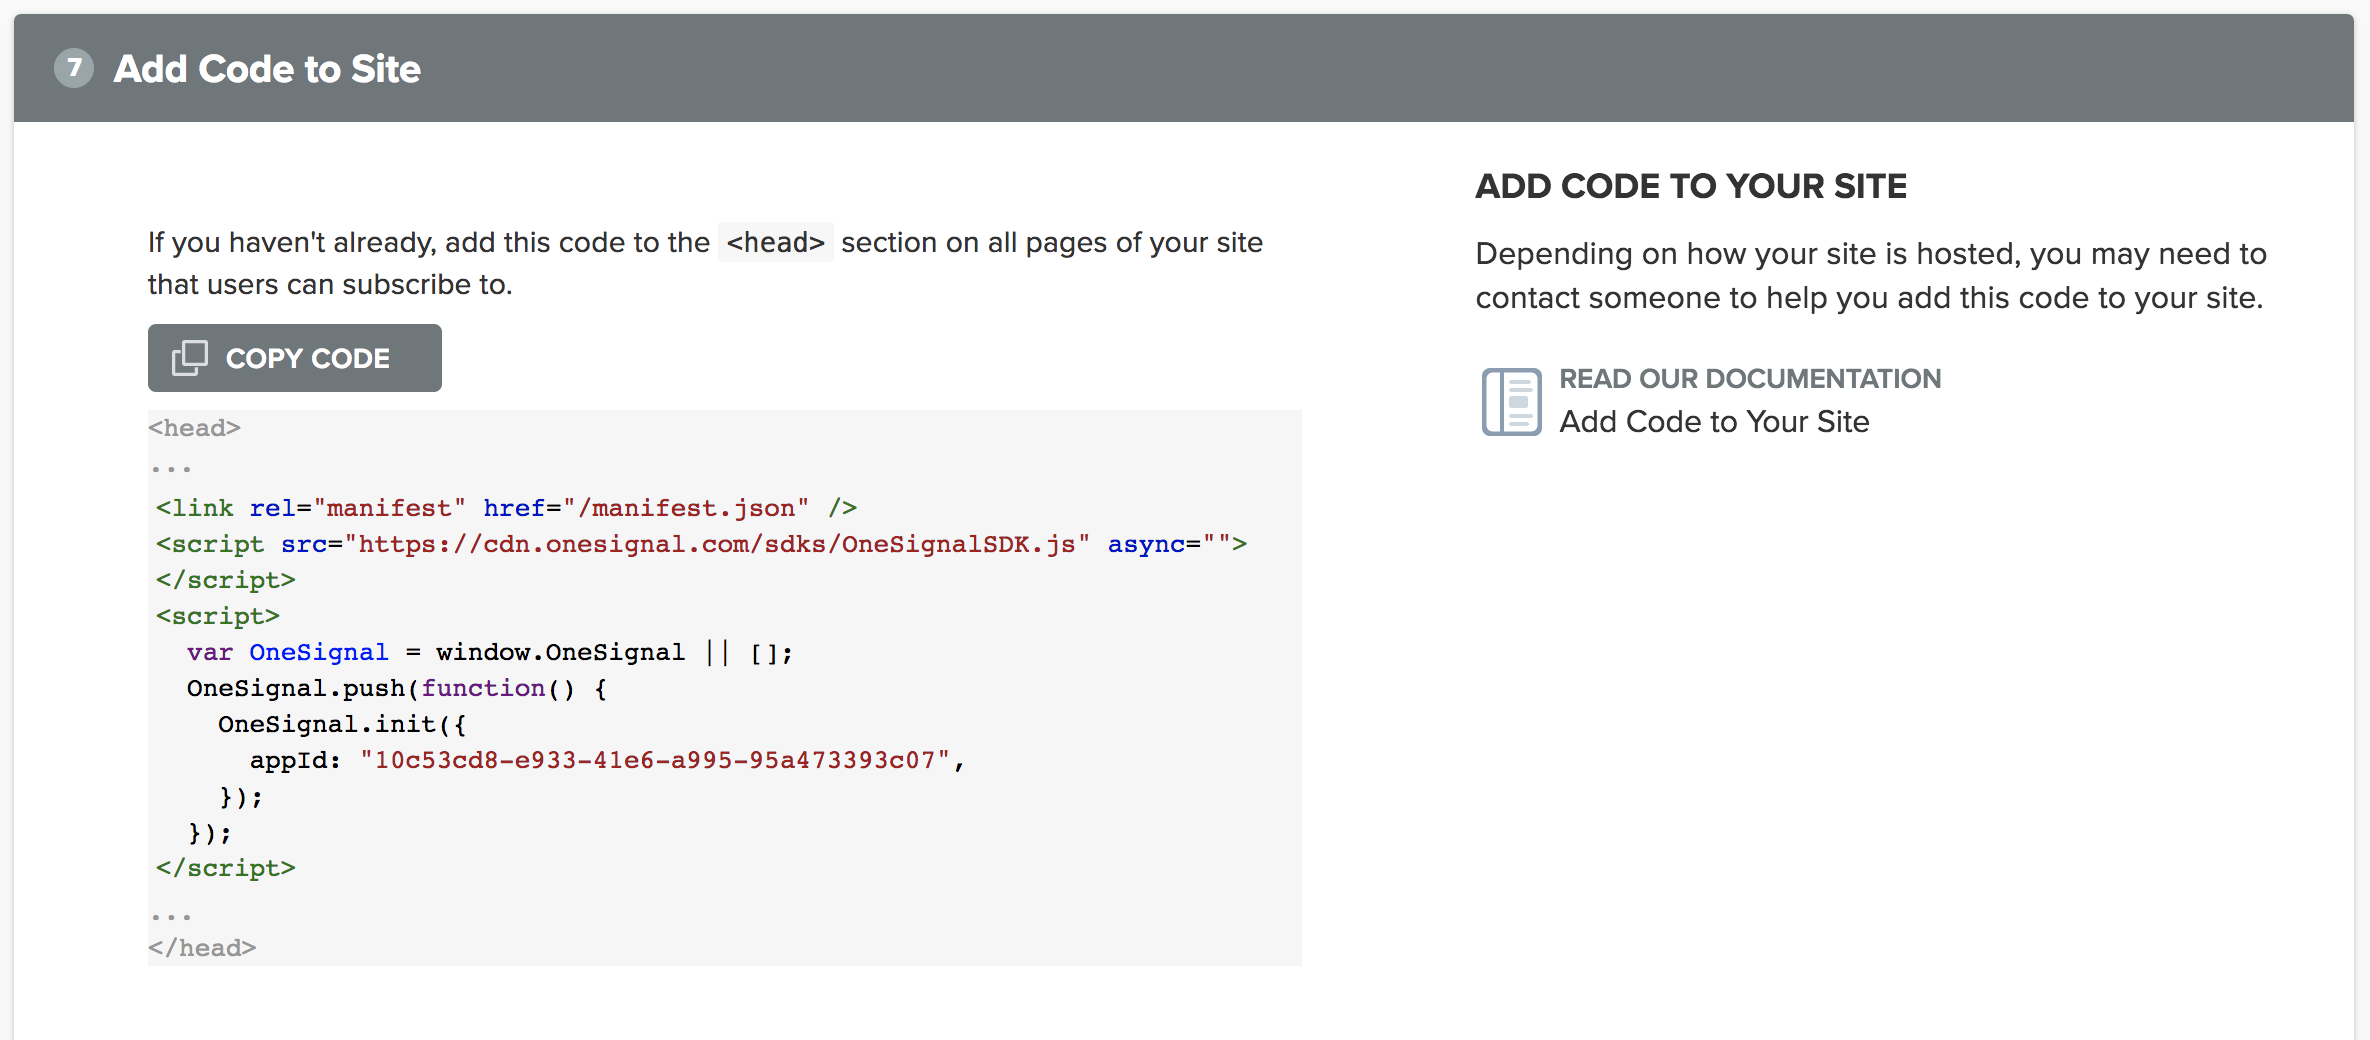 7 Add Code to Site
If you haven't already, add this code to the <head> section on all pages of your site
that users can subscribe to.
COPY CODE
<head>
...
<link rel="manifest" href="/manifest.json" />
<script src="https://cdn.onesignal.com/sdks/OneSignalSDK.js" async="">
</script>
<script>
  var OneSignal = window.OneSignal || [];
  OneSignal.push(function() {
    OneSignal.init({
      appId: "10c53cd8-e933-41e6-a995-95a473393c07",
    });
  });
</script>
...
</head>
ADD CODE TO YOUR SITE
Depending on how your site is hosted, you may need to
contact someone to help you add this code to your site.
READ OUR DOCUMENTATION
Add Code to Your Site